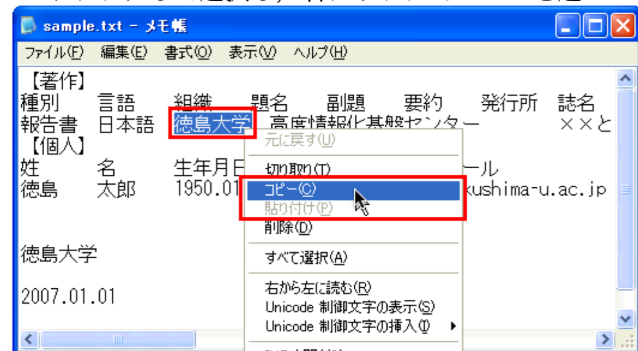 sample.txt - メモ帳
ファイル(F) 編集(E) 書式(O) 表示(V) ヘルプ(H)
【著作】
種別 言語 組織 題名 副題 要約 発行所 誌名
報告書 日本語 徳島大学 高度情報化基盤センター ××と
【個人】
姓 名 生年月日 ール
徳島 太郎 1950.01 kushima-u.ac.jp
徳島大学
2007.01.01
元に戻す(U)
切り取り(T)
コピー(C)
貼り付け(P)
削除(D)
すべて選択(A)
右から左に読む(R)
Unicode 制御文字の表示(S)
Unicode 制御文字の挿入(I)